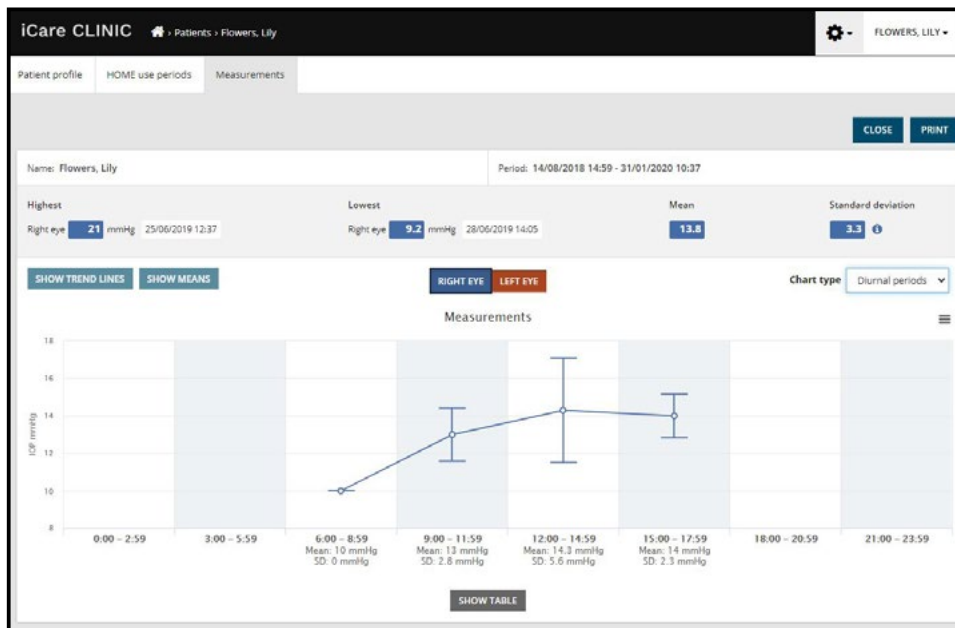 iCare CLINIC › Patients › Flowers, Lily FLOWERS, LILY
Patient profile HOME use periods Measurements
CLOSE PRINT
Name: Flowers, Lily Period: 14/08/2018 14:59 - 31/01/2020 10:37
Highest Lowest Mean Standard deviation
Right eye 21 mmHg 25/06/2019 12:37 Right eye 9.2 mmHg 28/06/2019 14:05 13.8 3.3
SHOW TREND LINES SHOW MEANS RIGHT EYE LEFT EYE Chart type Diurnal periods
Measurements
18
16
14
12
10
8
IOP mmHg
0:00 – 2:59 3:00 – 5:59 6:00 – 8:59 9:00 – 11:59 12:00 – 14:59 15:00 – 17:59 18:00 – 20:59 21:00 – 23:59
Mean: 10 mmHg Mean: 13 mmHg Mean: 14.3 mmHg Mean: 14 mmHg
SD: 0 mmHg SD: 2.8 mmHg SD: 5.6 mmHg SD: 2.3 mmHg
SHOW TABLE